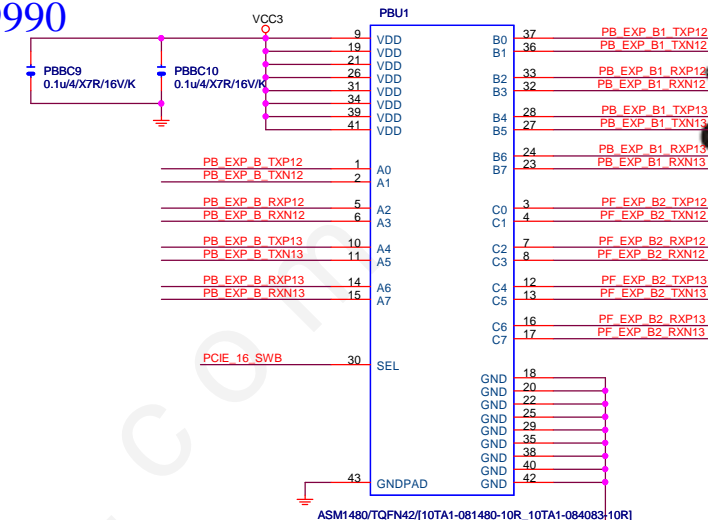 9990
PBU1
VCC3
PBBC9
0.1u/4/X7R/16V/K
PBBC10
0.1u/4/X7R/16V/K
9 VDD
19 VDD
21 VDD
26 VDD
31 VDD
34 VDD
39 VDD
41 VDD
PB_EXP_B_TXP12 1 A0
PB_EXP_B_TXN12 2 A1
PB_EXP_B_RXP12 5 A2
PB_EXP_B_RXN12 6 A3
PB_EXP_B_TXP13 10 A4
PB_EXP_B_TXN13 11 A5
PB_EXP_B_RXP13 14 A6
PB_EXP_B_RXN13 15 A7
PCIE_16_SWB 30 SEL
43 GNDPAD
B0 37 PB_EXP_B1_TXP12
B1 36 PB_EXP_B1_TXN12
B2 33 PB_EXP_B1_RXP12
B3 32 PB_EXP_B1_RXN12
B4 28 PB_EXP_B1_TXP13
B5 27 PB_EXP_B1_TXN13
B6 24 PB_EXP_B1_RXP13
B7 23 PB_EXP_B1_RXN13
C0 3 PF_EXP_B2_TXP12
C1 4 PF_EXP_B2_TXN12
C2 7 PF_EXP_B2_RXP12
C3 8 PF_EXP_B2_RXN12
C4 12 PF_EXP_B2_TXP13
C5 13 PF_EXP_B2_TXN13
C6 16 PF_EXP_B2_RXP13
C7 17 PF_EXP_B2_RXN13
GND 18
GND 20
GND 22
GND 25
GND 29
GND 35
GND 38
GND 40
GND 42
ASM1480/TQFN42/[10TA1-081480-10R_10TA1-084083-10R]
com